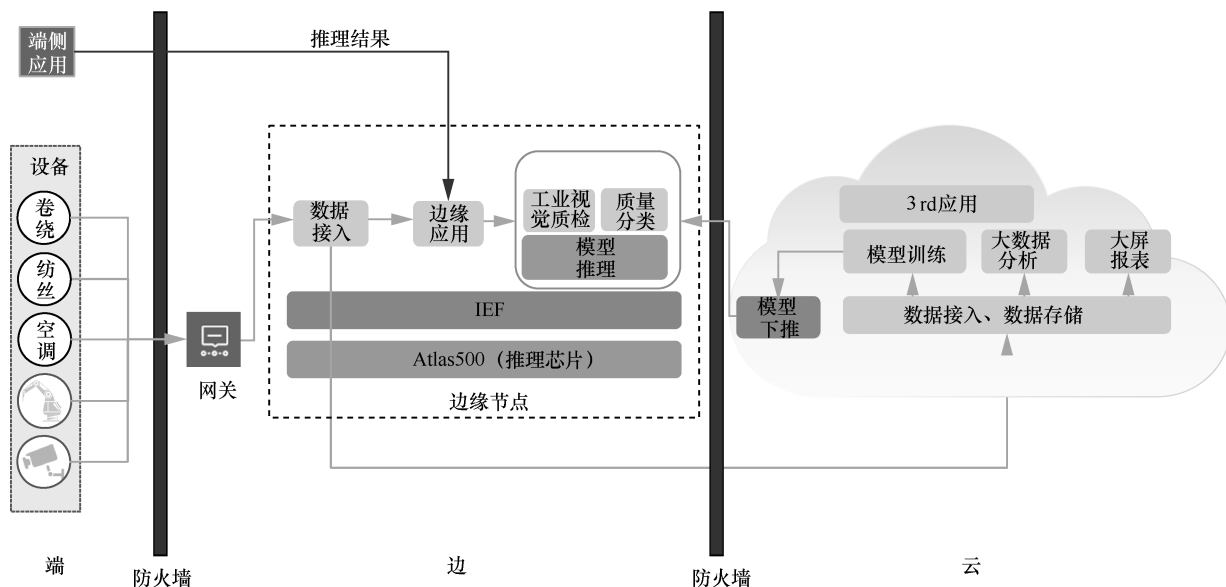 端侧
应用
推理结果
设备
卷
绕
纺
丝
空
调
网关
数据
接入
边缘
应用
工业视
觉质检
质量
分类
模型
推理
IEF
Atlas500（推理芯片）
边缘节点
3rd应用
模型训练
大数据
分析
大屏
报表
模型
下推
数据接入、数据存储
端
防火墙
边
防火墙
云